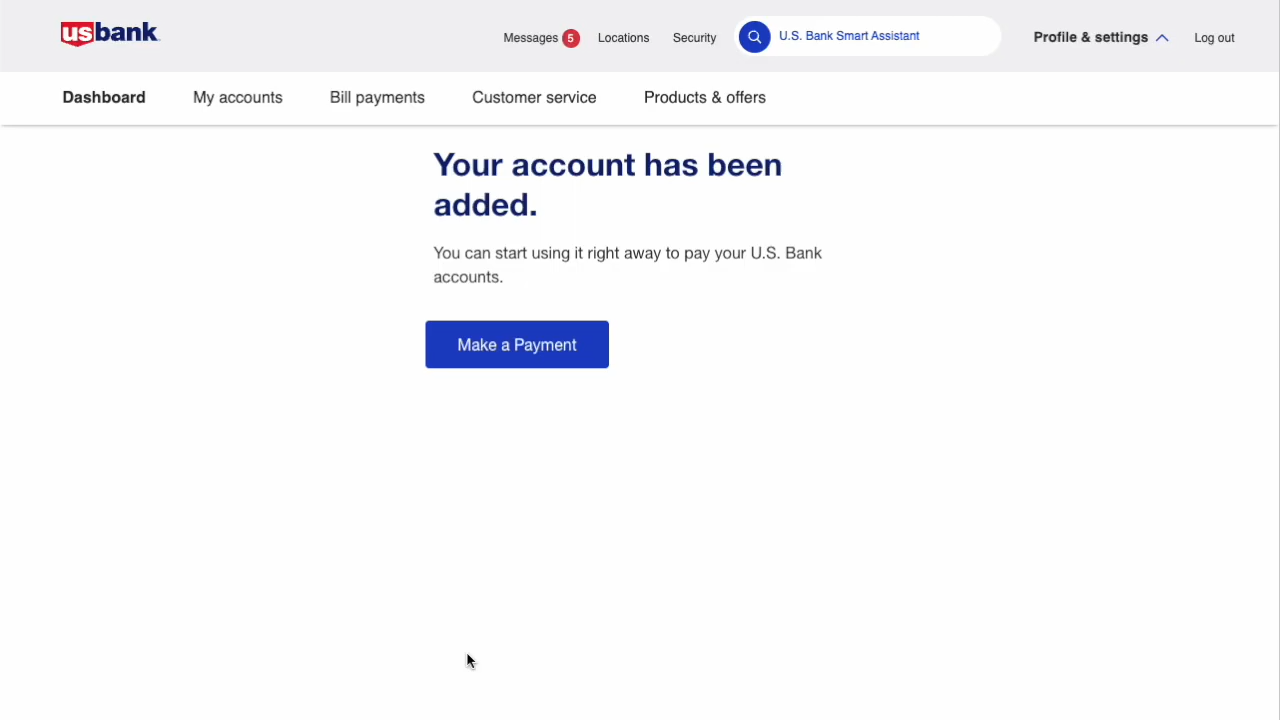 usbank
Messages 5 Locations Security U.S. Bank Smart Assistant Profile & settings Log out
Dashboard My accounts Bill payments Customer service Products & offers
Your account has been
added.
You can start using it right away to pay your U.S. Bank
accounts.
Make a Payment